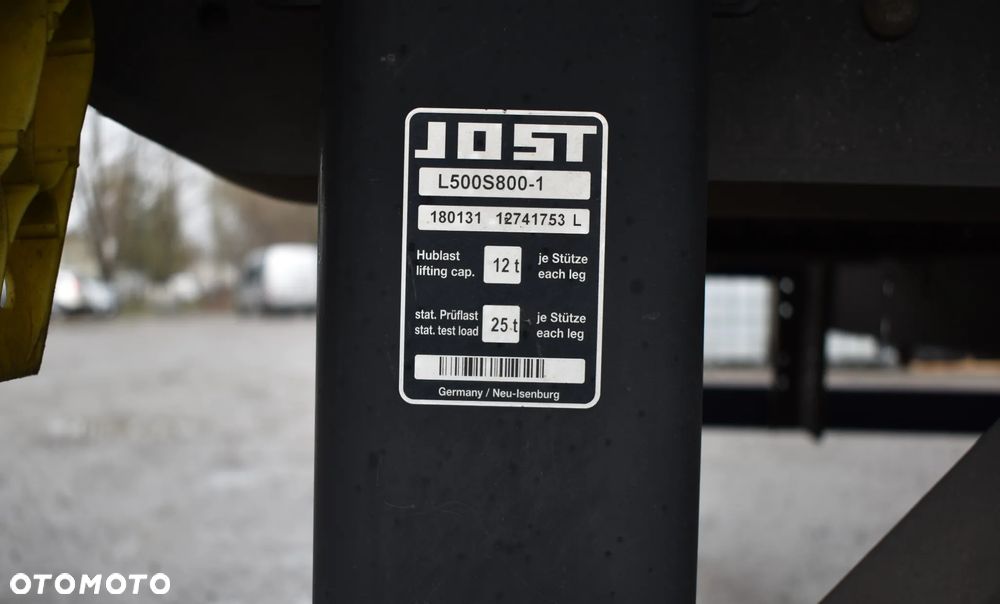 JOST
L500S800-1
180131 12741753 L
Hublast
lifting cap.
12 t
je Stütze
each leg
stat. Prüflast
stat. test load
25 t
je Stütze
each leg
Germany / Neu-Isenburg
OTOMOTO